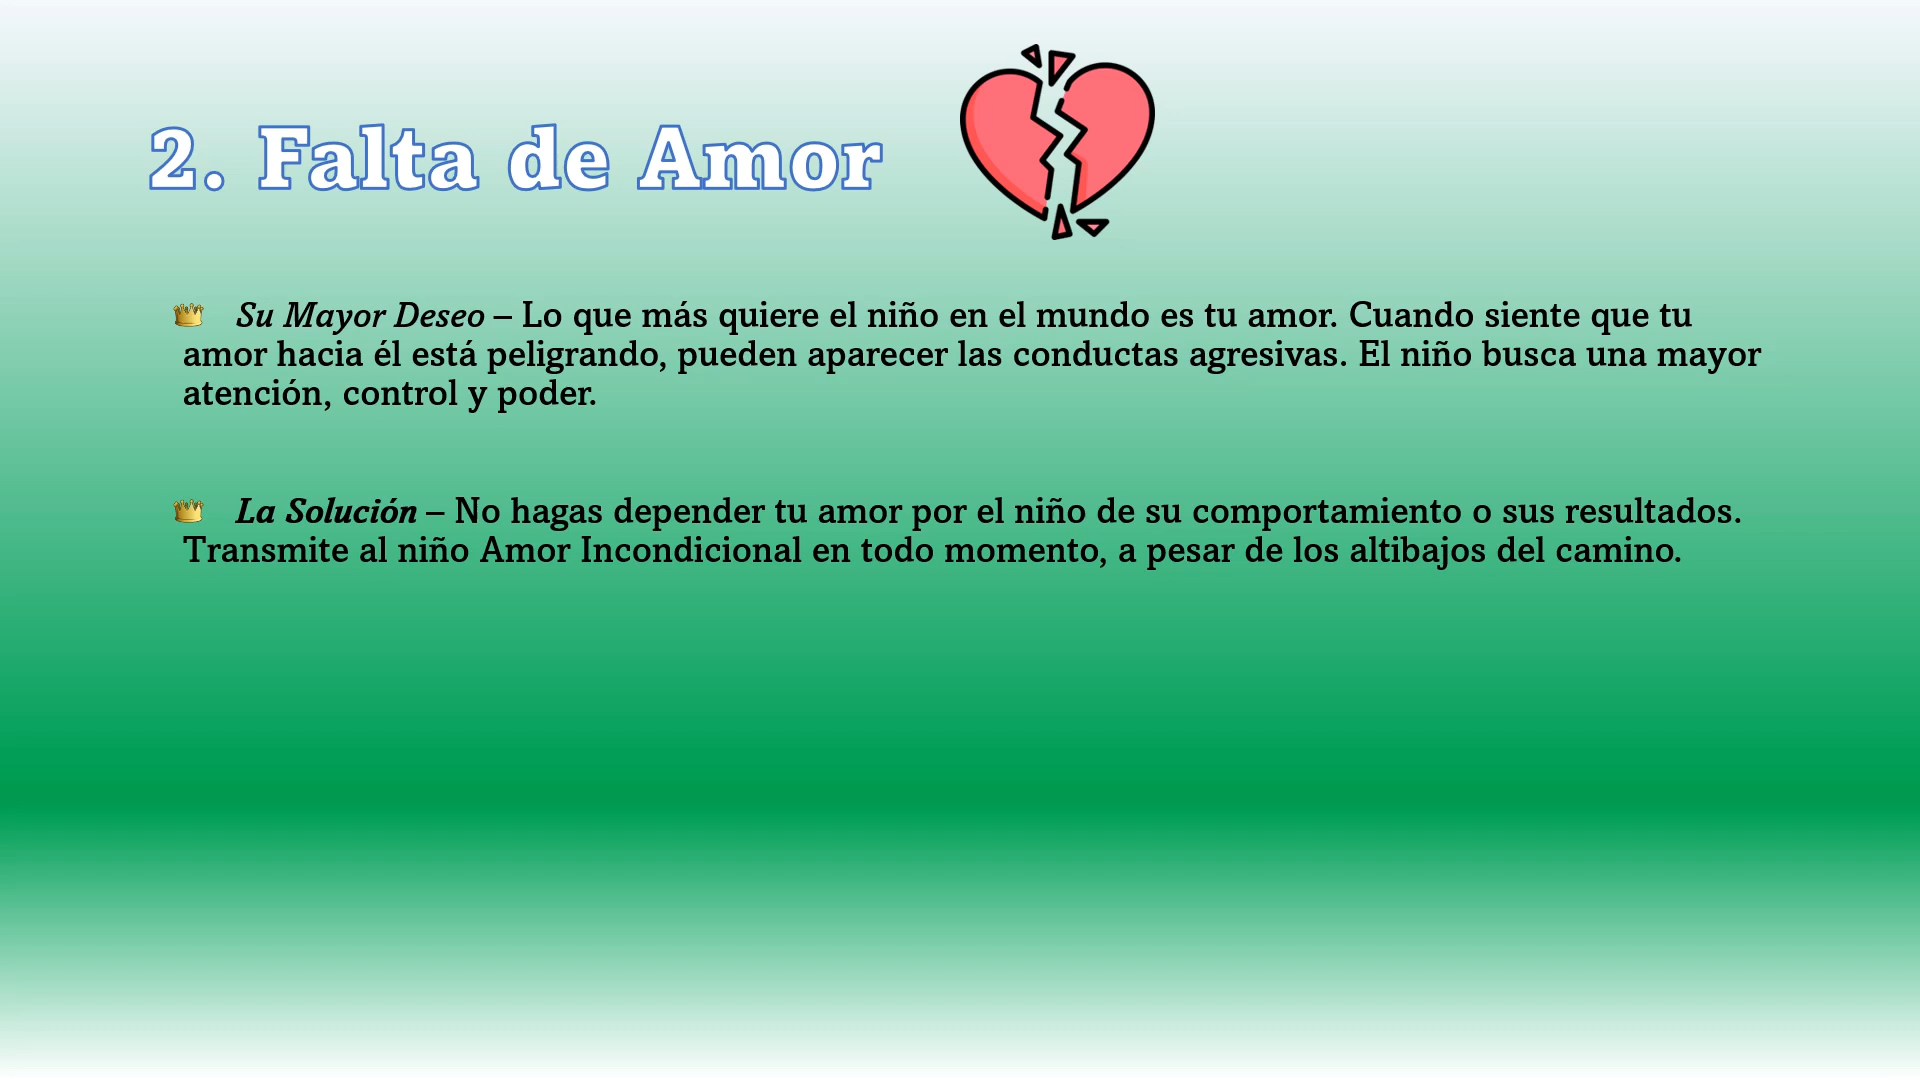 2. Falta de Amor
Su Mayor Deseo – Lo que más quiere el niño en el mundo es tu amor. Cuando siente que tu
amor hacia él está peligrando, pueden aparecer las conductas agresivas. El niño busca una mayor
atención, control y poder.
La Solución – No hagas depender tu amor por el niño de su comportamiento o sus resultados.
Transmite al niño Amor Incondicional en todo momento, a pesar de los altibajos del camino.